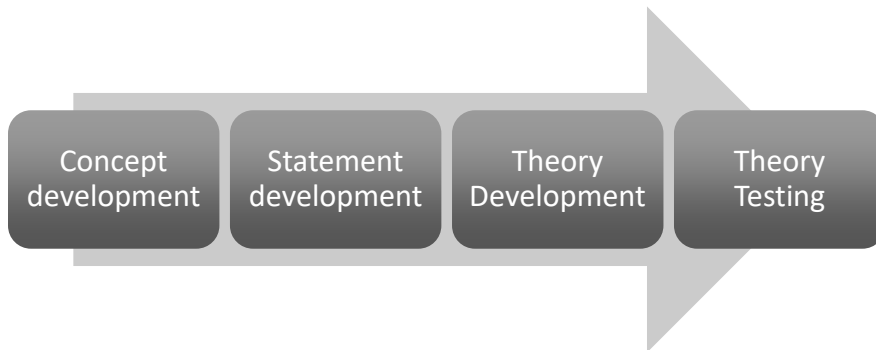 Concept
development
Statement
development
Theory
Development
Theory
Testing